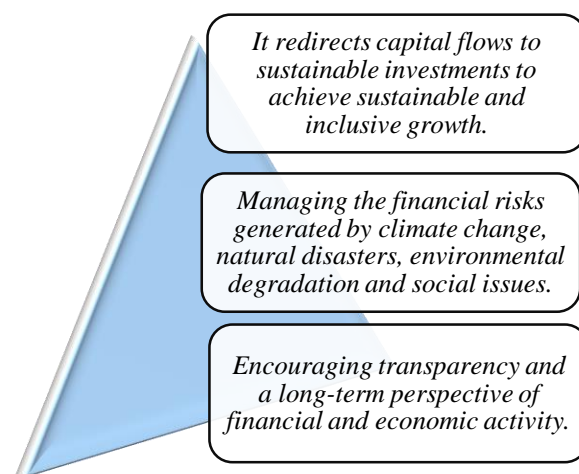 It redirects capital flows to
sustainable investments to
achieve sustainable and
inclusive growth.
Managing the financial risks
generated by climate change,
natural disasters, environmental
degradation and social issues.
Encouraging transparency and
a long-term perspective of
financial and economic activity.